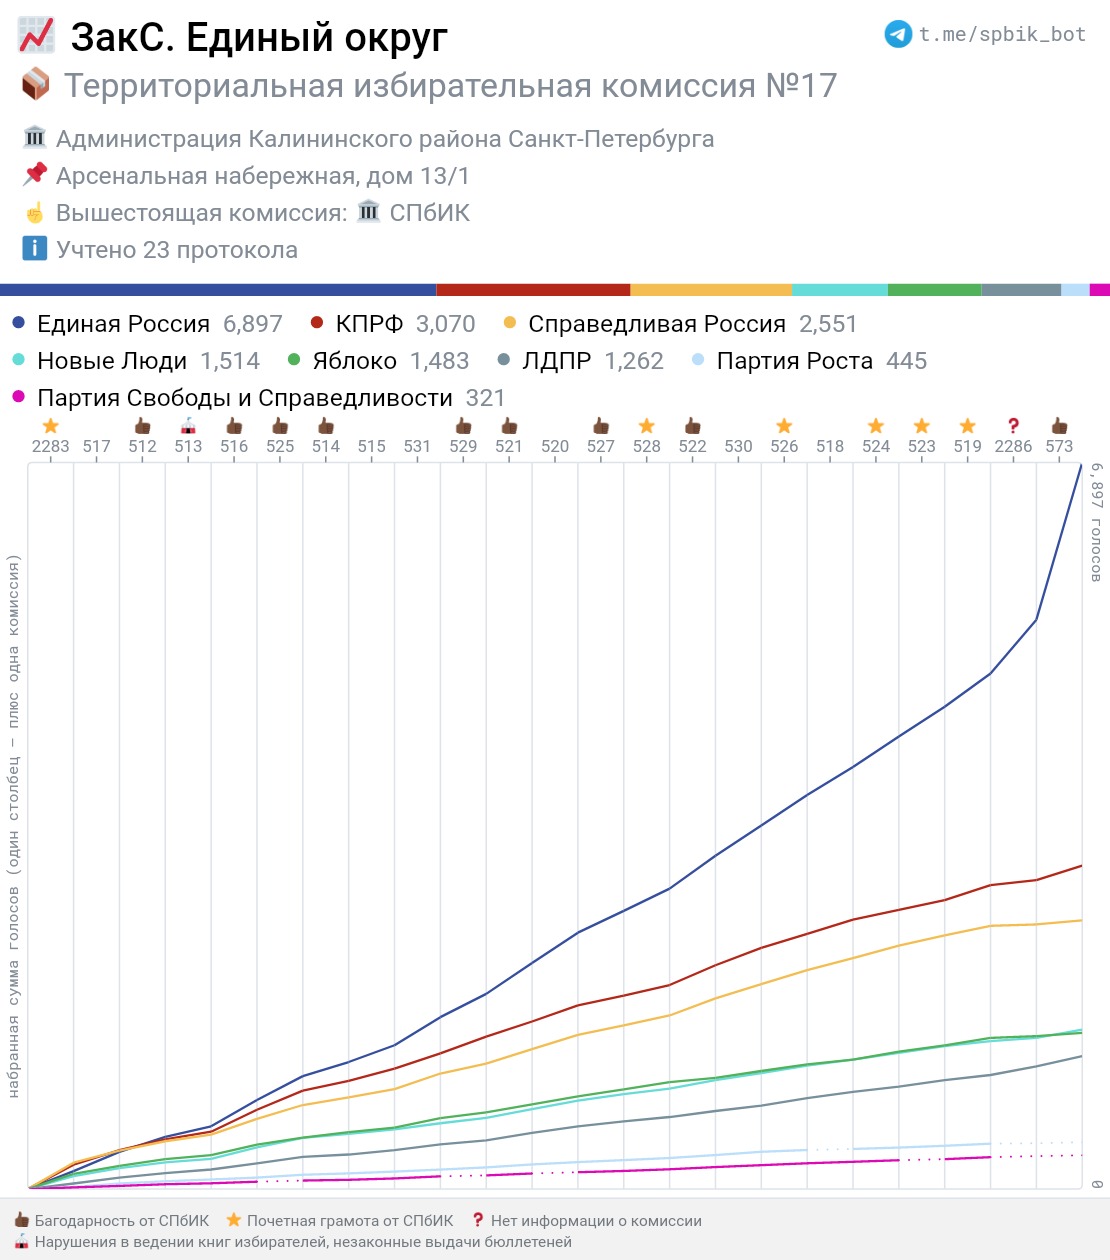 ЗакС. Единый округ
t.me/spbik_bot
Территориальная избирательная комиссия №17
Администрация Калининского района Санкт-Петербурга
Арсенальная набережная, дом 13/1
Вышестоящая комиссия: СПбИК
Учтено 23 протокола
Единая Россия 6,897 КПРФ 3,070 Справедливая Россия 2,551
Новые Люди 1,514 Яблоко 1,483 ЛДПР 1,262 Партия Роста 445
Партия Свободы и Справедливости 321
2283 517 512 513 516 525 514 515 531 529 521 520 527 528 522 530 526 518 524 523 519 2286 573
6,897 голосов
набранная сумма голосов (один столбец — плюс одна комиссия)
0
Багодарность от СПбИК Почетная грамота от СПбИК Нет информации о комиссии
Нарушения в ведении книг избирателей, незаконные выдачи бюллетеней